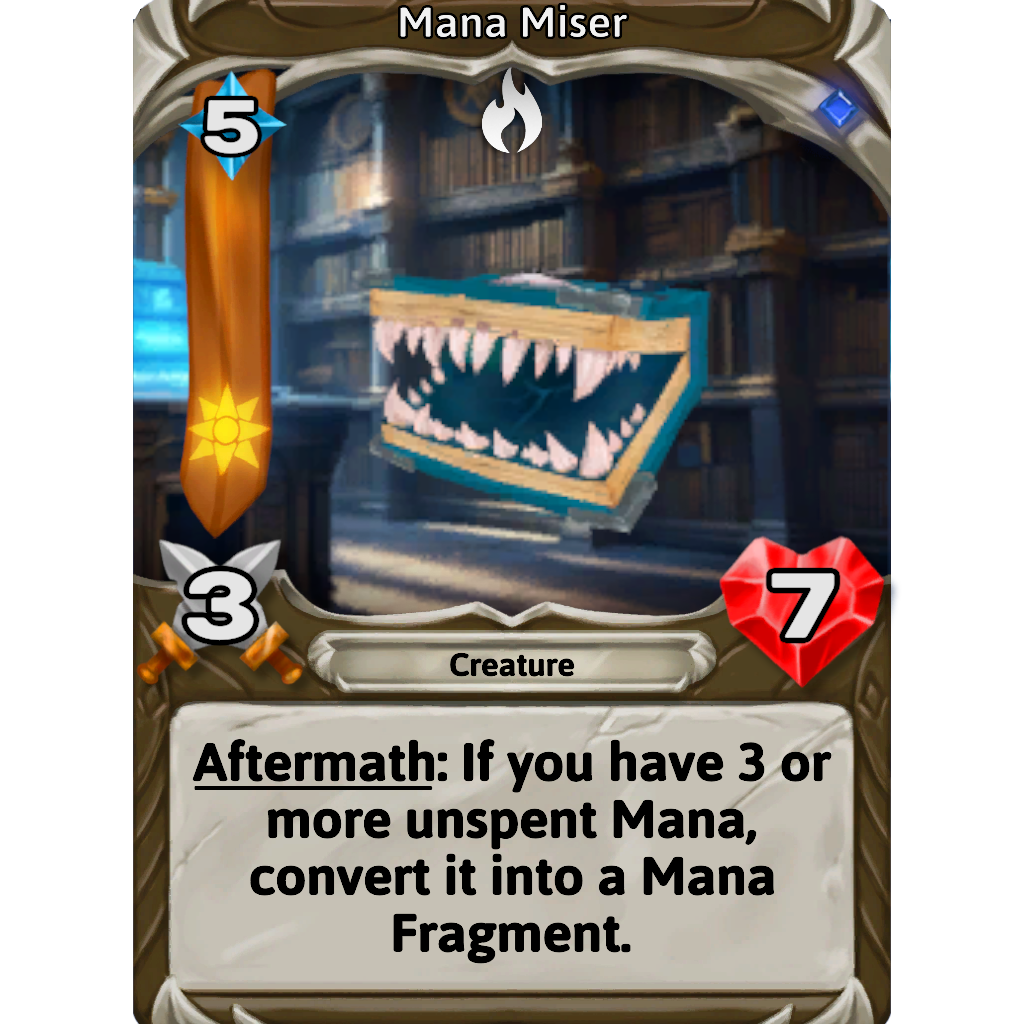 Mana Miser
5
3
7
Creature
Aftermath: If you have 3 or
more unspent Mana,
convert it into a Mana
Fragment.